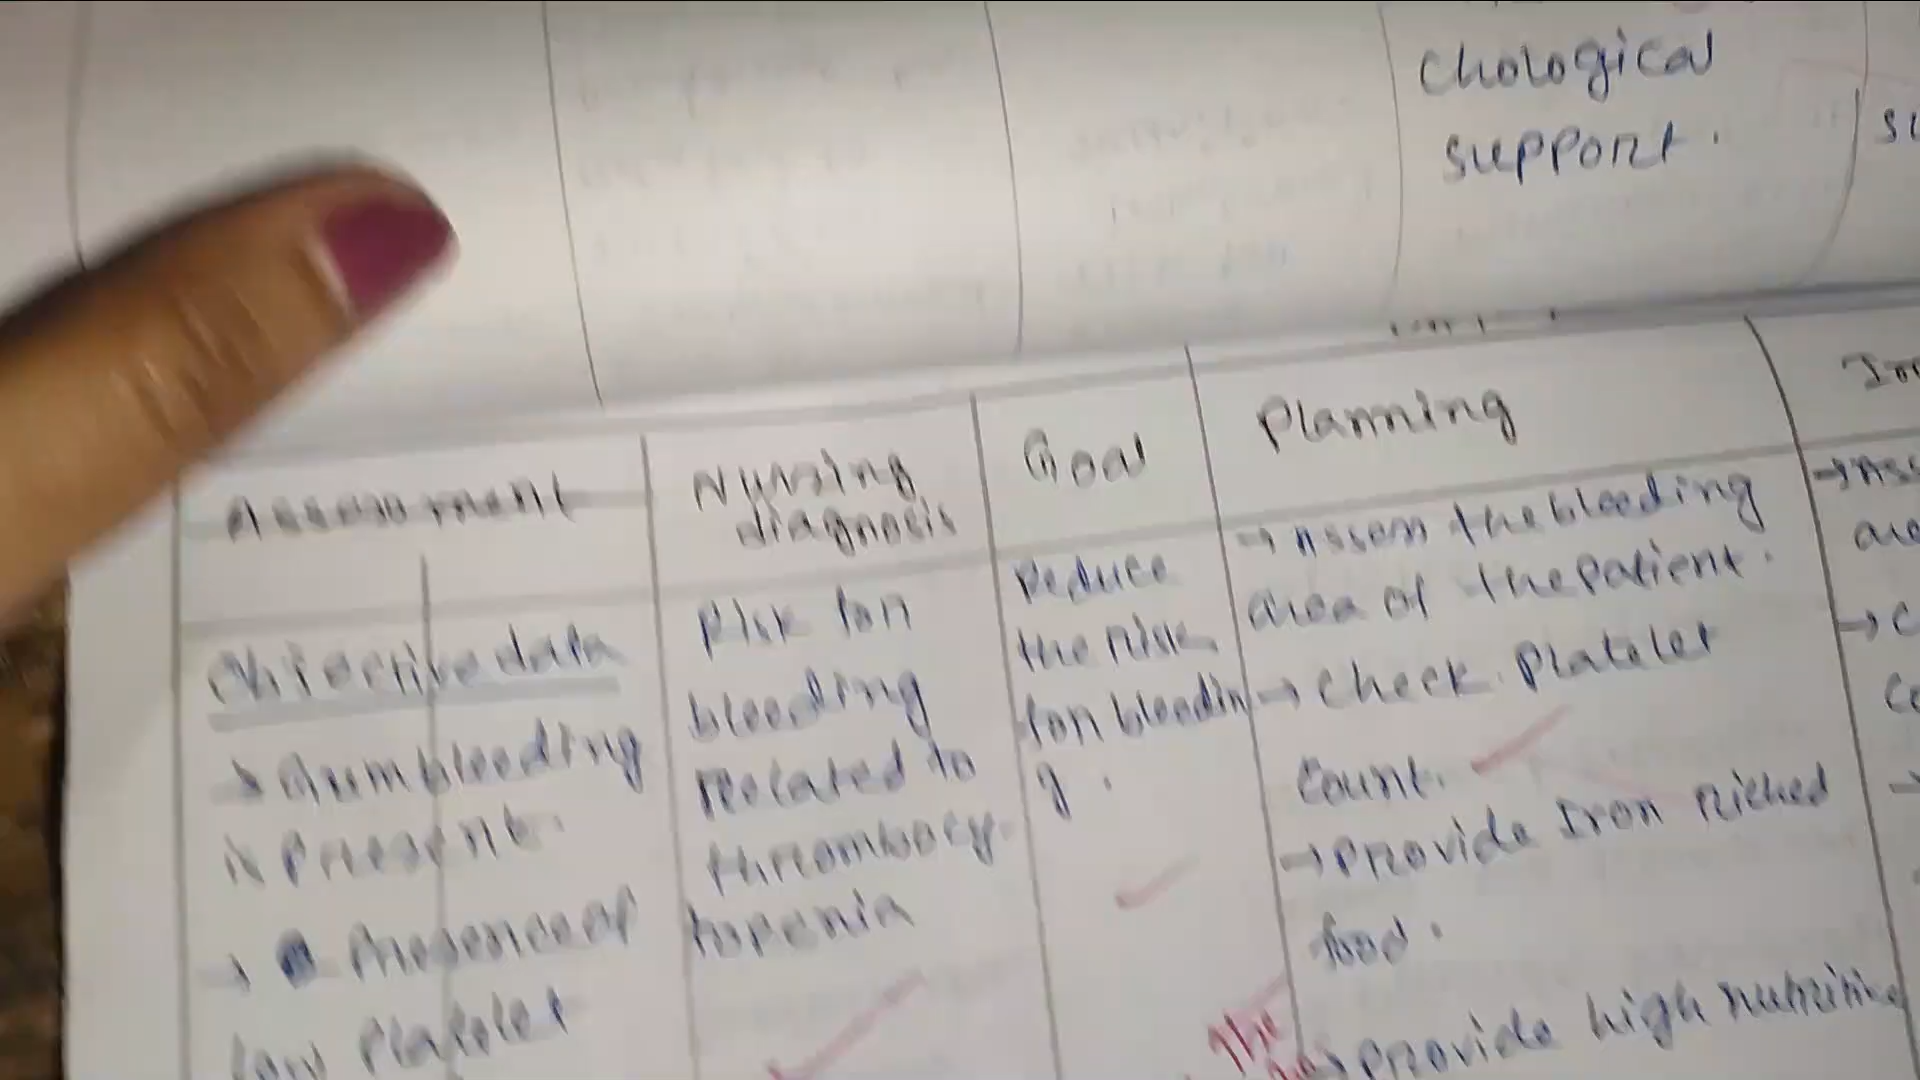 chological
support.
Assessment
Nursing
diagnosis
Goal
Planning
Objective data
→ Gum bleeding
is present.
→ Presence of
low Platelet
Risk for
bleeding
related to
thrombocy-
topenia
reduce
the risk
for bleedin
g.
→ Assess the bleeding
area of the patient.
→ check Platelet
count.
→ provide Iron riched
food.
→ provide high nutritive